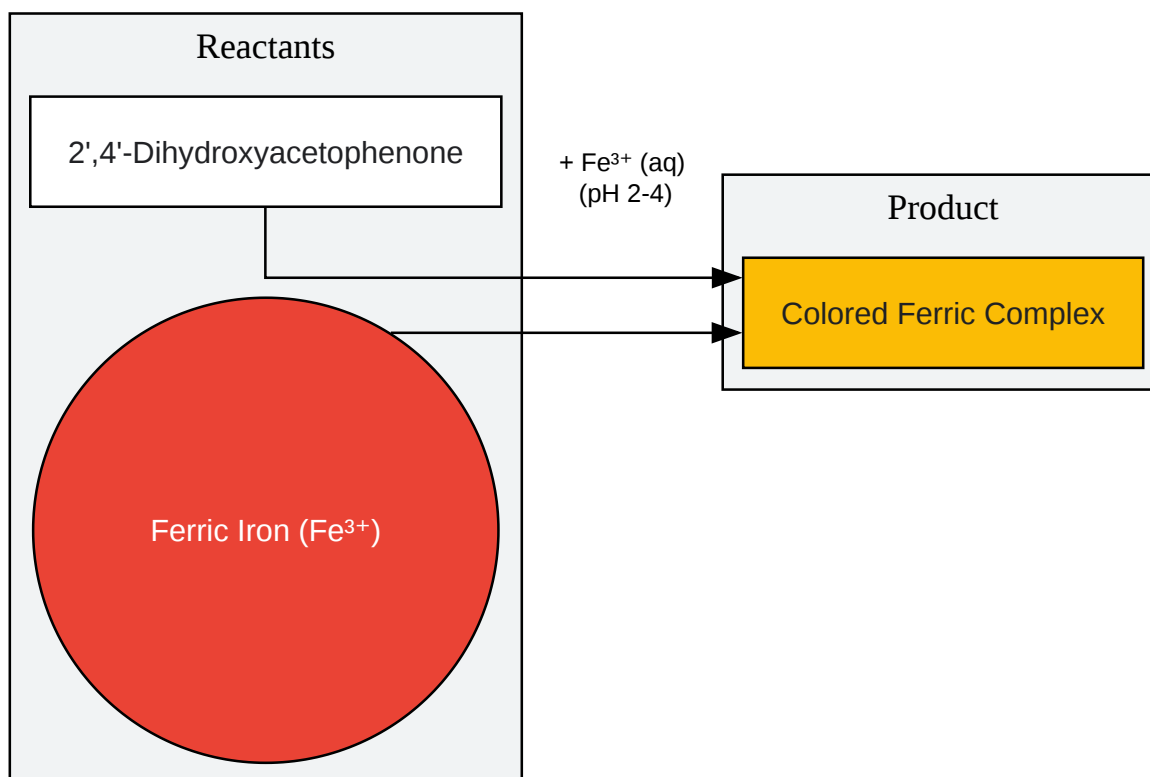 Reactants
2',4'-Dihydroxyacetophenone
+ Fe³⁺ (aq)
(pH 2-4)
Product
Colored Ferric Complex
Ferric Iron (Fe³⁺)